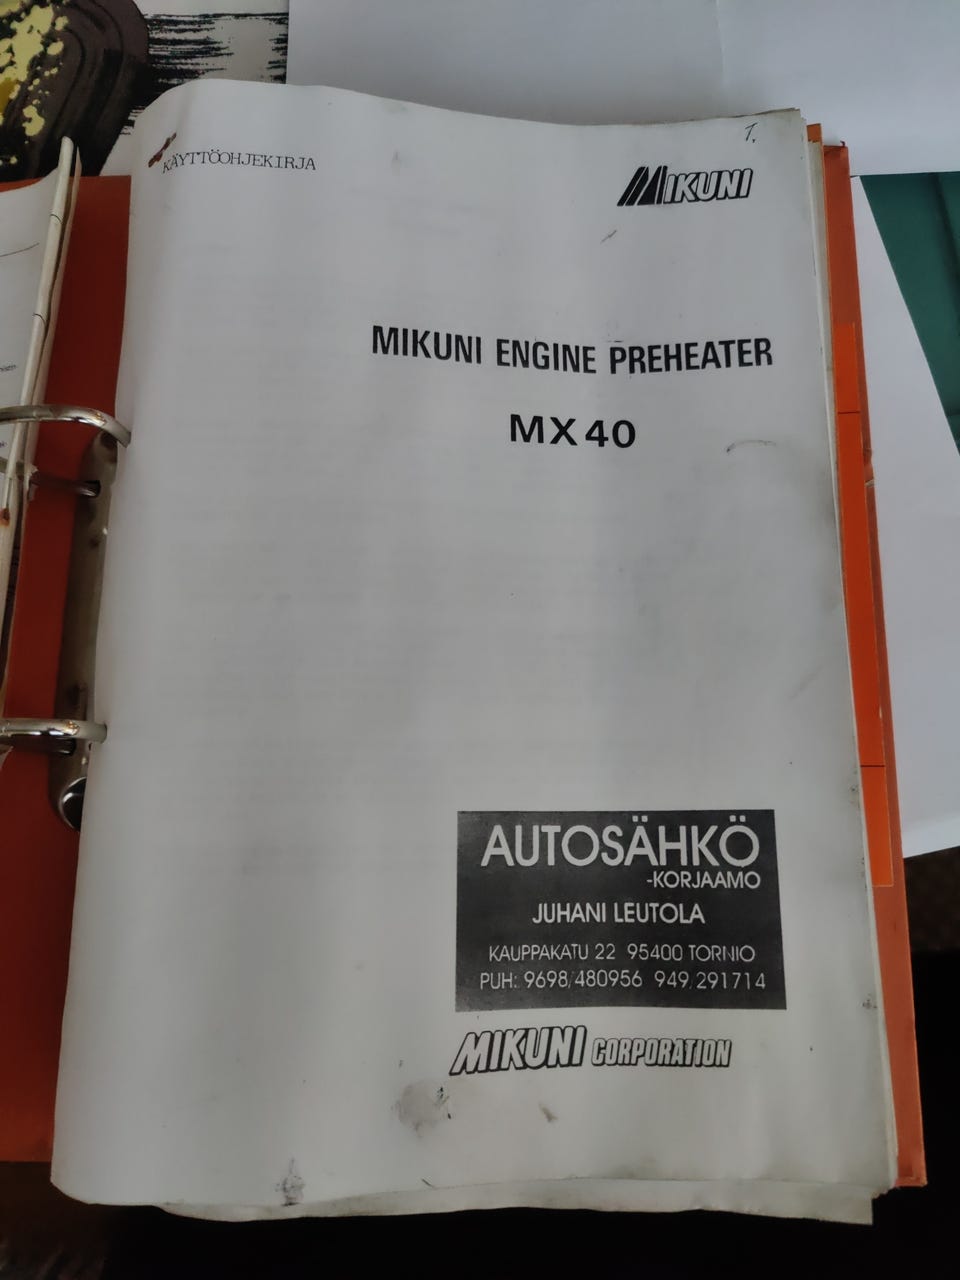 1.
KÄYTTÖOHJEKIRJA
MIKUNI
MIKUNI ENGINE PREHEATER
MX40
AUTOSÄHKÖ
-KORJAAMO
JUHANI LEUTOLA
KAUPPAKATU 22 95400 TORNIO
PUH: 9698/480956 949/291714
MIKUNI CORPORATION